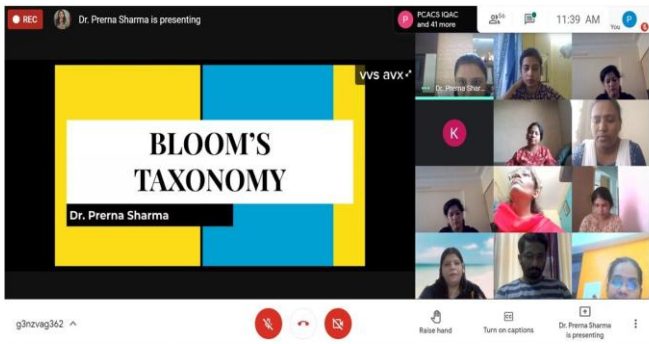 REC
Dr. Prerna Sharma is presenting
PCACS IQAC
and 41 more
56
11:39 AM
You
P
P
vvs avx
BLOOM'S
TAXONOMY
Dr. Prerna Sharma
Dr. Prerna Shar...
K
g3nzvag362
Raise hand
Turn on captions
Dr. Prerna Sharma
is presenting